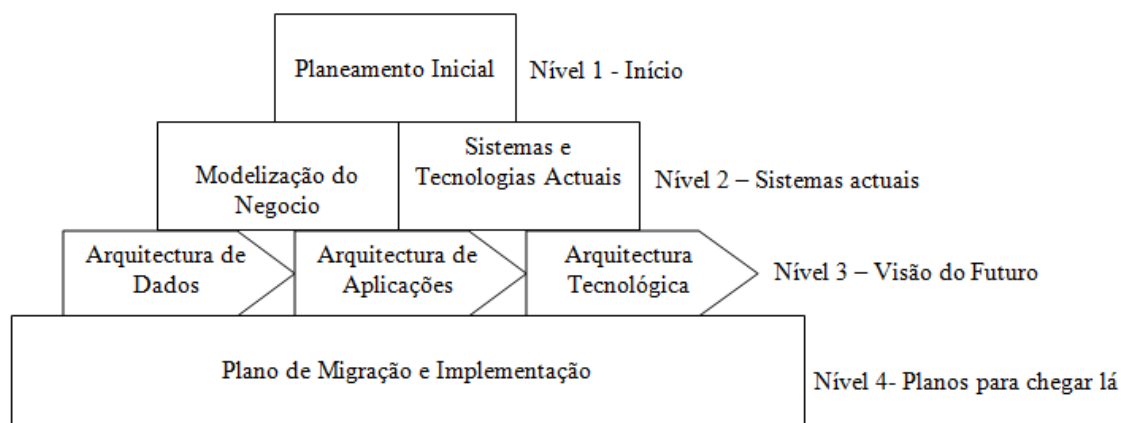 Planeamento Inicial
Nível 1 - Início
Modelização do
Negocio
Sistemas e
Tecnologias Actuais
Nível 2 – Sistemas actuais
Arquitectura de
Dados
Arquitectura de
Aplicações
Arquitectura
Tecnológica
Nível 3 – Visão do Futuro
Plano de Migração e Implementação
Nível 4- Planos para chegar lá